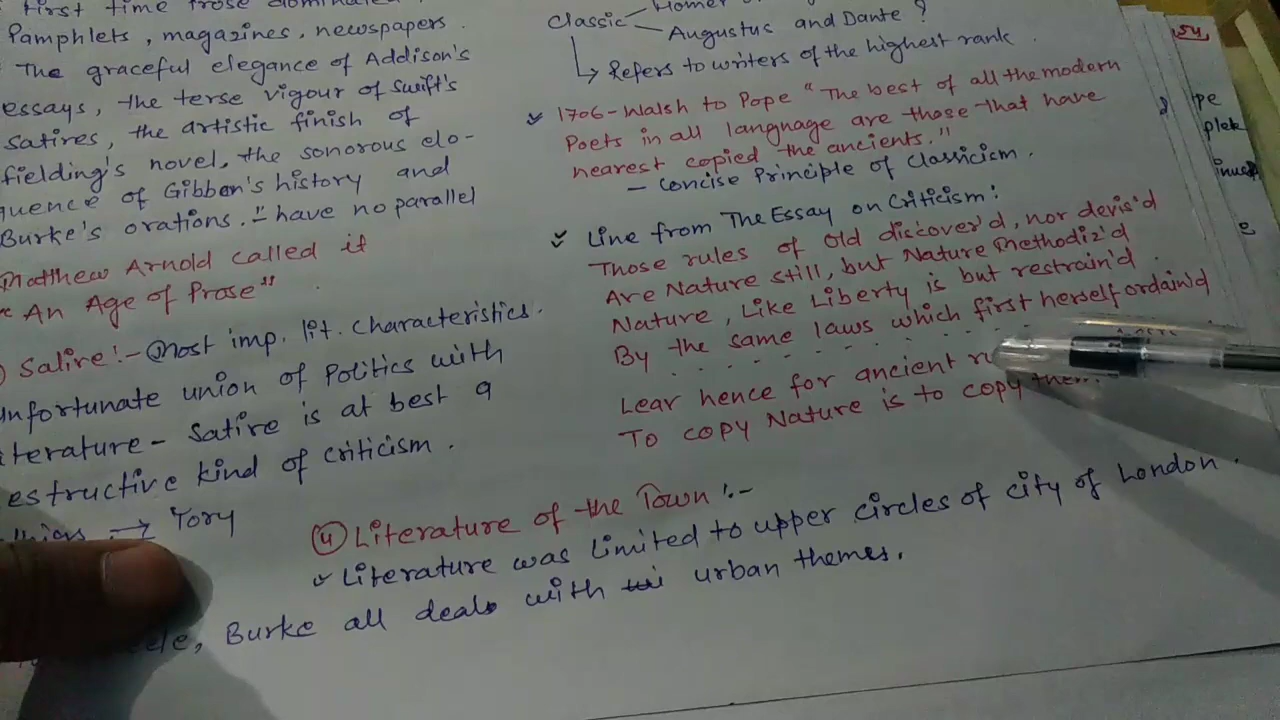 First time Prose dominated.
Pamphlets, magazines, newspapers.
The graceful elegance of Addison's
essays, the terse vigour of Swift's
Satires, the artistic finish of
fielding's novel, the sonorous elo-
quence of Gibbon's history and
Burke's orations. - have no parallel
Matthew Arnold called it
"An Age of Prose"
Satire :- Most imp. lit. Characteristics.
Unfortunate union of Politics with
literature - Satire is at best a
destructive kind of criticism.
→ Tory
Classic Homer
Augustus and Dante ?
↳ Refers to writers of the highest rank.
✓ 1706 - Walsh to Pope "The best of all the modern
Poets in all language are those that have
nearest copied the ancients."
- Concise Principle of Classicism.
✓ Line from The Essay on Criticism :
Those rules of old discover'd, nor devis'd
Are Nature still, but Nature Methodiz'd
Nature, Like Liberty is but restrain'd.
By the same laws which first herself ordain'd
Lear hence for ancient
To copy Nature is to copy them.
④ Literature of the Town :-
✓ Literature was limited to upper circles of city of London.
Burke all deals with urban themes.
54